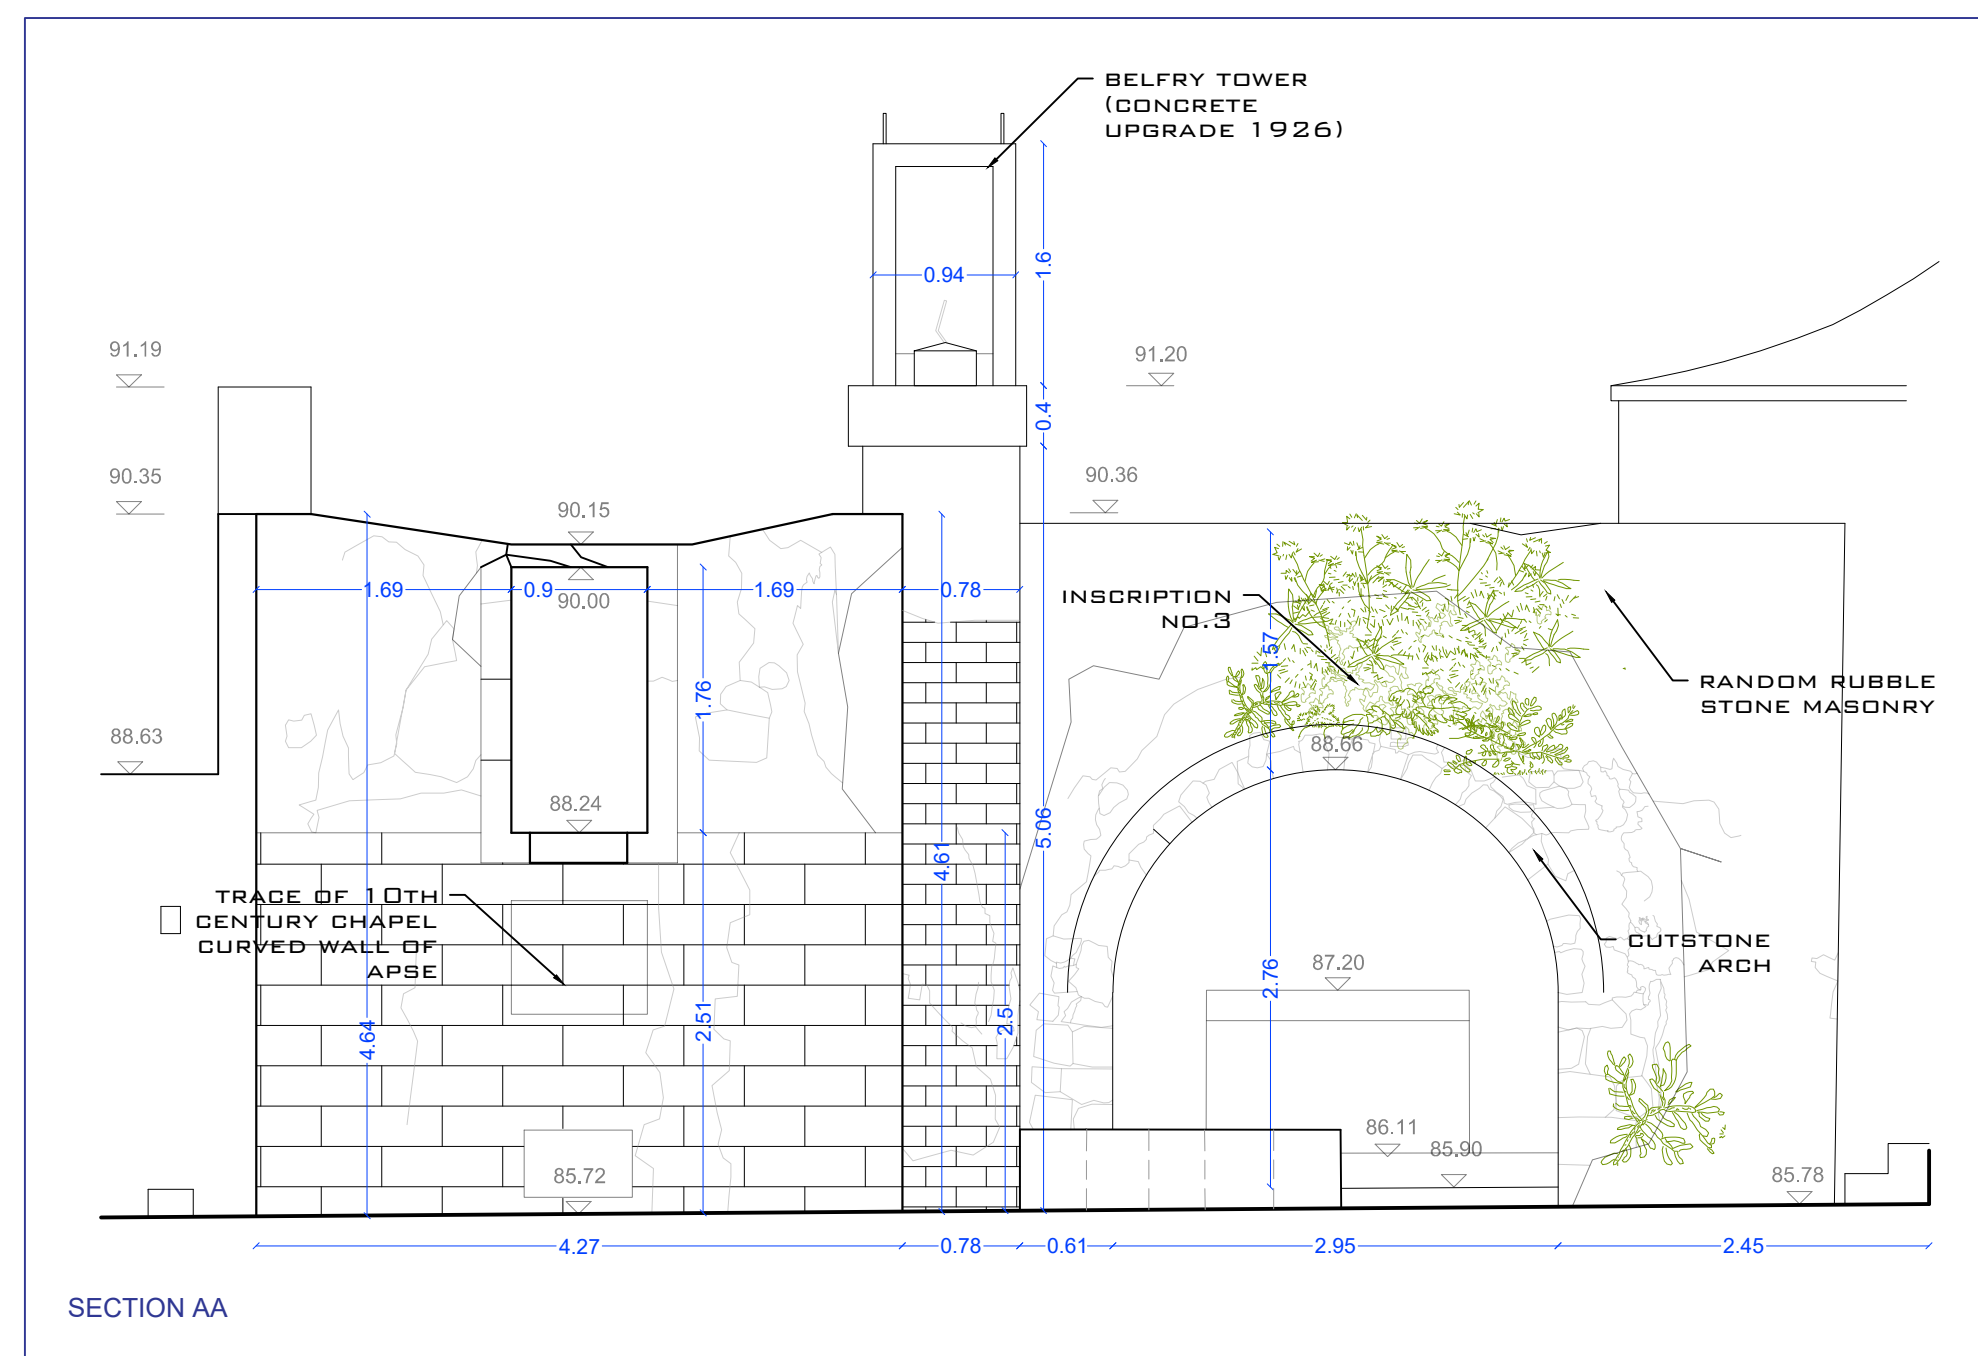 BELFRY TOWER
(CONCRETE
UPGRADE 1926)
0.94
1.6
91.19
91.20
0.4
90.35
90.15
90.36
1.69
0.9
1.69
0.78
90.00
INSCRIPTION
NO.3
1.57
1.76
RANDOM RUBBLE
STONE MASONRY
88.63
88.66
88.24
5.06
4.61
TRACE OF 10TH
CENTURY CHAPEL
CURVED WALL OF
APSE
CUTSTONE
ARCH
87.20
2.76
4.64
2.51
2.5
86.11
85.90
85.72
85.78
4.27
0.78
0.61
2.95
2.45
SECTION AA